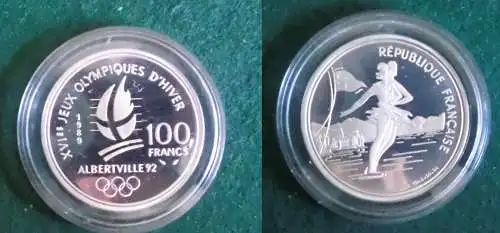 XVIes JEUX OLYMPIQUES D'HIVER
1989
100
FRANCS
ALBERTVILLE 92
RÉPUBLIQUE FRANÇAISE